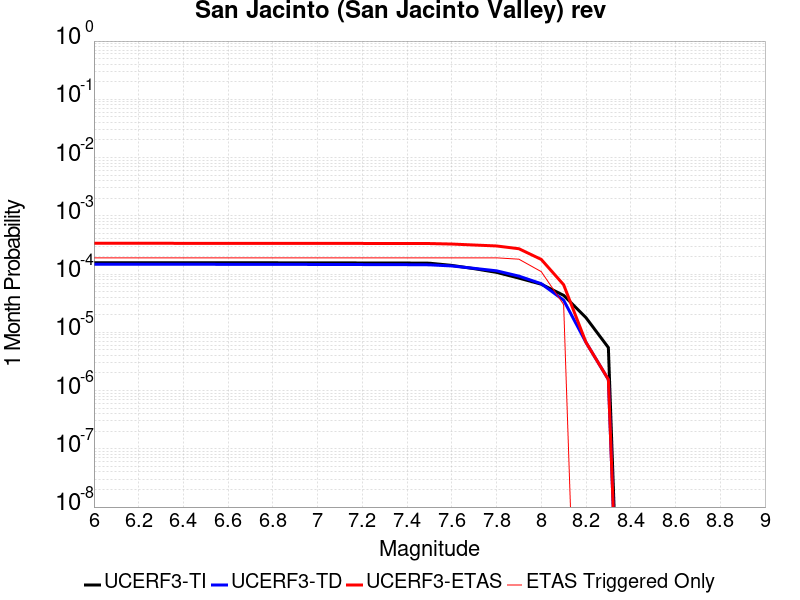 San Jacinto (San Jacinto Valley) rev
1 Month Probability
10^0
10^-1
10^-2
10^-3
10^-4
10^-5
10^-6
10^-7
10^-8
6 6.2 6.4 6.6 6.8 7 7.2 7.4 7.6 7.8 8 8.2 8.4 8.6 8.8 9
Magnitude
UCERF3-TI UCERF3-TD UCERF3-ETAS ETAS Triggered Only